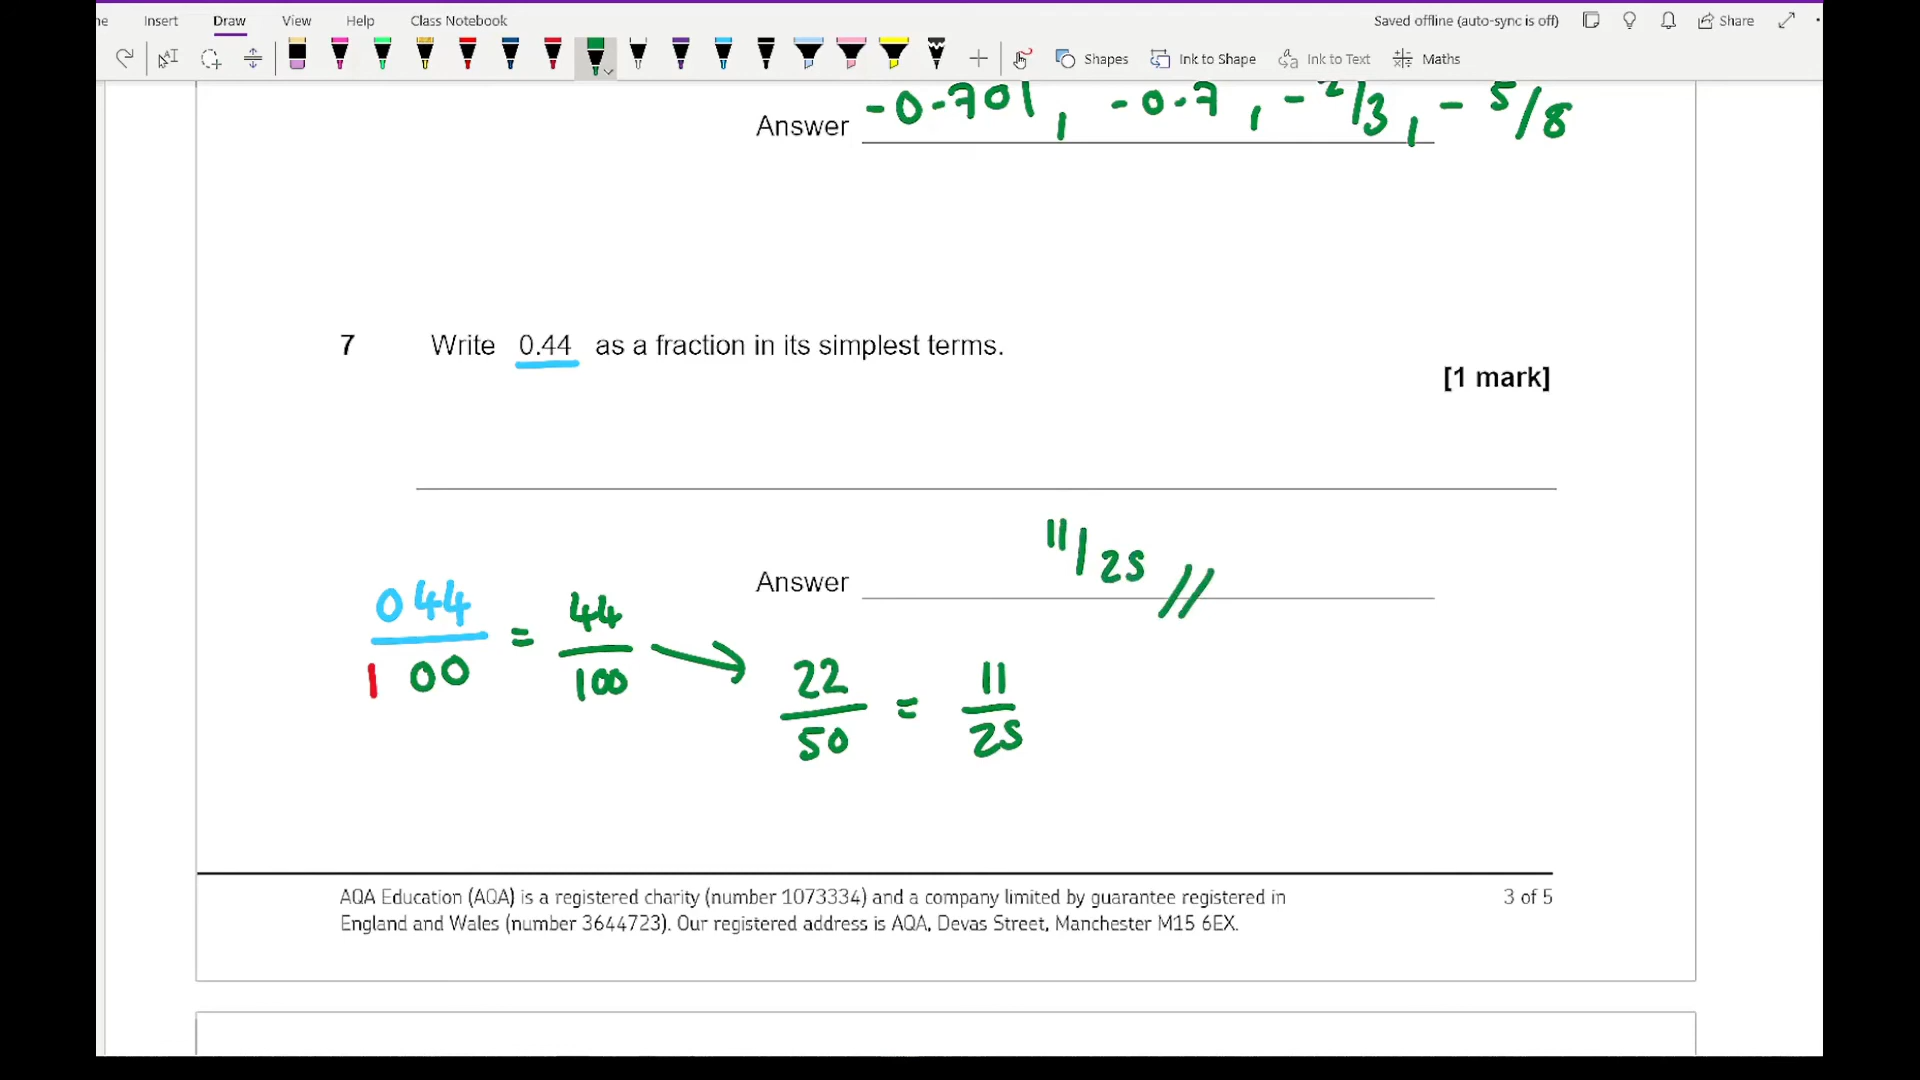 Insert Draw View Help Class Notebook Saved offline (auto-sync is off) Share
Shapes Ink to Shape Ink to Text Maths
Answer -0.701, -0.7, -2/3, -5/8
7 Write 0.44 as a fraction in its simplest terms.
[1 mark]
Answer 11/25
044/100 = 44/100 → 22/50 = 11/25
AQA Education (AQA) is a registered charity (number 1073334) and a company limited by guarantee registered in
England and Wales (number 3644723). Our registered address is AQA, Devas Street, Manchester M15 6EX.
3 of 5